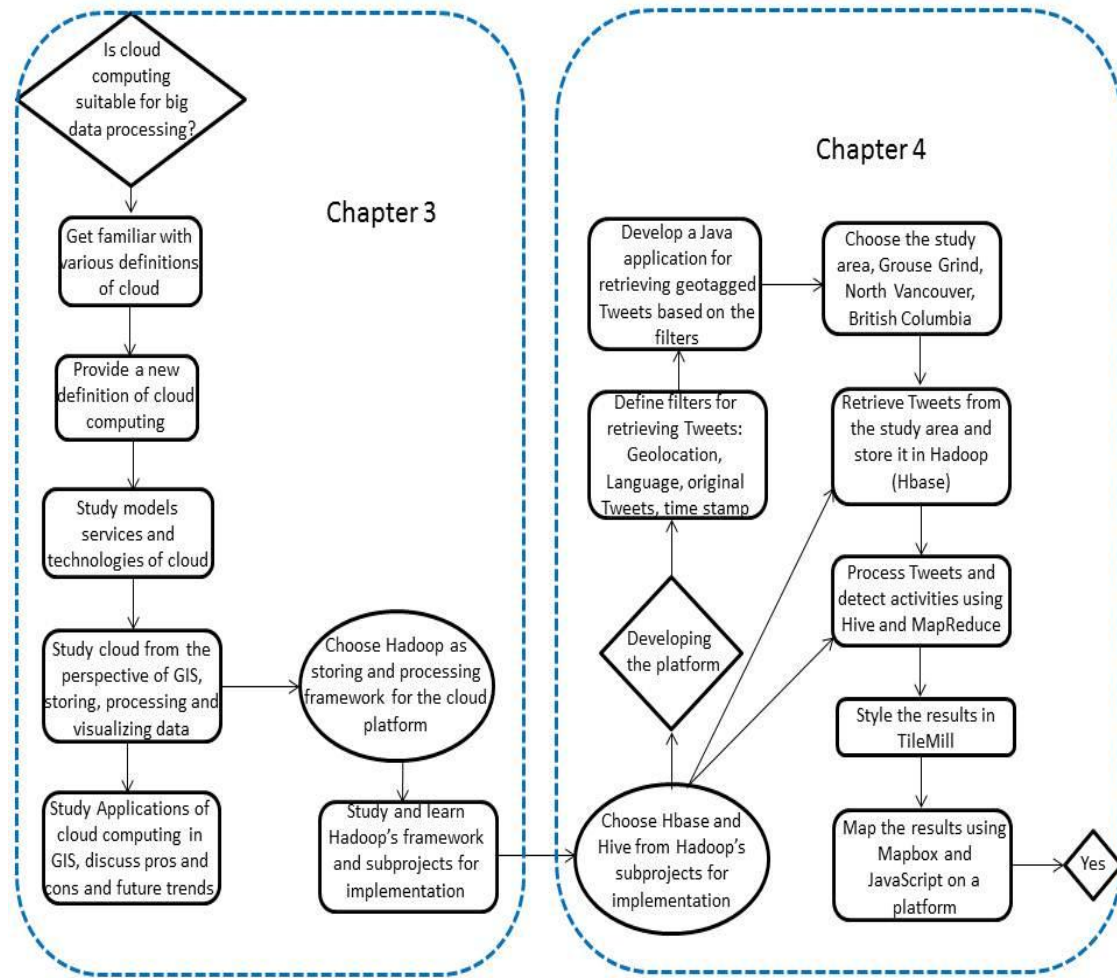 Is cloud
computing
suitable for big
data processing?
Chapter 3
Get familiar with
various definitions
of cloud
Provide a new
definition of cloud
computing
Study models
services and
technologies of cloud
Study cloud from the
perspective of GIS,
storing, processing and
visualizing data
Study Applications of
cloud computing in
GIS, discuss pros and
cons and future trends
Choose Hadoop as
storing and processing
framework for the cloud
platform
Study and learn
Hadoop’s framework
and subprojects for
implementation
Chapter 4
Choose Hbase and
Hive from Hadoop’s
subprojects for
implementation
Developing
the platform
Define filters for
retrieving Tweets:
Geolocation,
Language, original
Tweets, time stamp
Develop a Java
application for
retrieving geotagged
Tweets based on the
filters
Choose the study
area, Grouse Grind,
North Vancouver,
British Columbia
Retrieve Tweets from
the study area and
store it in Hadoop
(Hbase)
Process Tweets and
detect activities using
Hive and MapReduce
Style the results in
TileMill
Map the results using
Mapbox and
JavaScript on a
platform
Yes